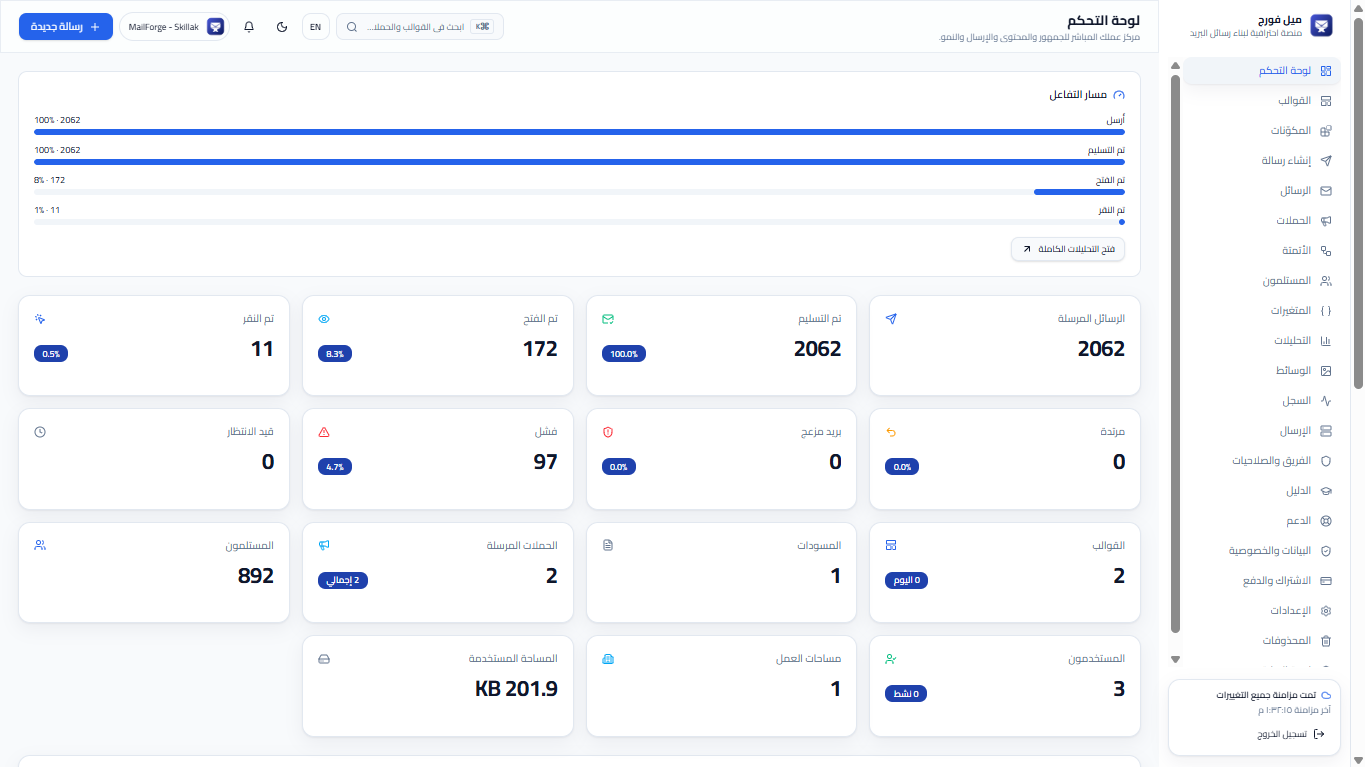 ميل فورج
منصة احترافية لبناء رسائل البريد
لوحة التحكم
القوالب
المكوّنات
إنشاء رسالة
الرسائل
الحملات
الأتمتة
المستلمون
المتغيرات
التحليلات
الوسائط
السجل
الإرسال
الفريق والصلاحيات
الدليل
الدعم
البيانات والخصوصية
الاشتراك والدفع
الإعدادات
المحذوفات
تمت مزامنة جميع التغييرات
آخر مزامنة ١:٣٢:١٥ م
تسجيل الخروج
لوحة التحكم
مركز عملك المباشر للجمهور والمحتوى والإرسال والنمو.
ابحث في القوالب والحملات... ⌘K
EN
MailForge - Skillak
رسالة جديدة
مسار التفاعل
أرسل
2062 · 100%
تم التسليم
2062 · 100%
تم الفتح
172 · 8%
تم النقر
11 · 1%
فتح التحليلات الكاملة
الرسائل المرسلة
2062
تم التسليم
2062
100.0%
تم الفتح
172
8.3%
تم النقر
11
0.5%
مرتدة
0
0.0%
بريد مزعج
0
0.0%
فشل
97
4.7%
قيد الانتظار
0
القوالب
2
0 اليوم
المسودات
1
الحملات المرسلة
2
2 إجمالي
المستلمون
892
المستخدمون
3
0 نشط
مساحات العمل
1
المساحة المستخدمة
201.9 KB